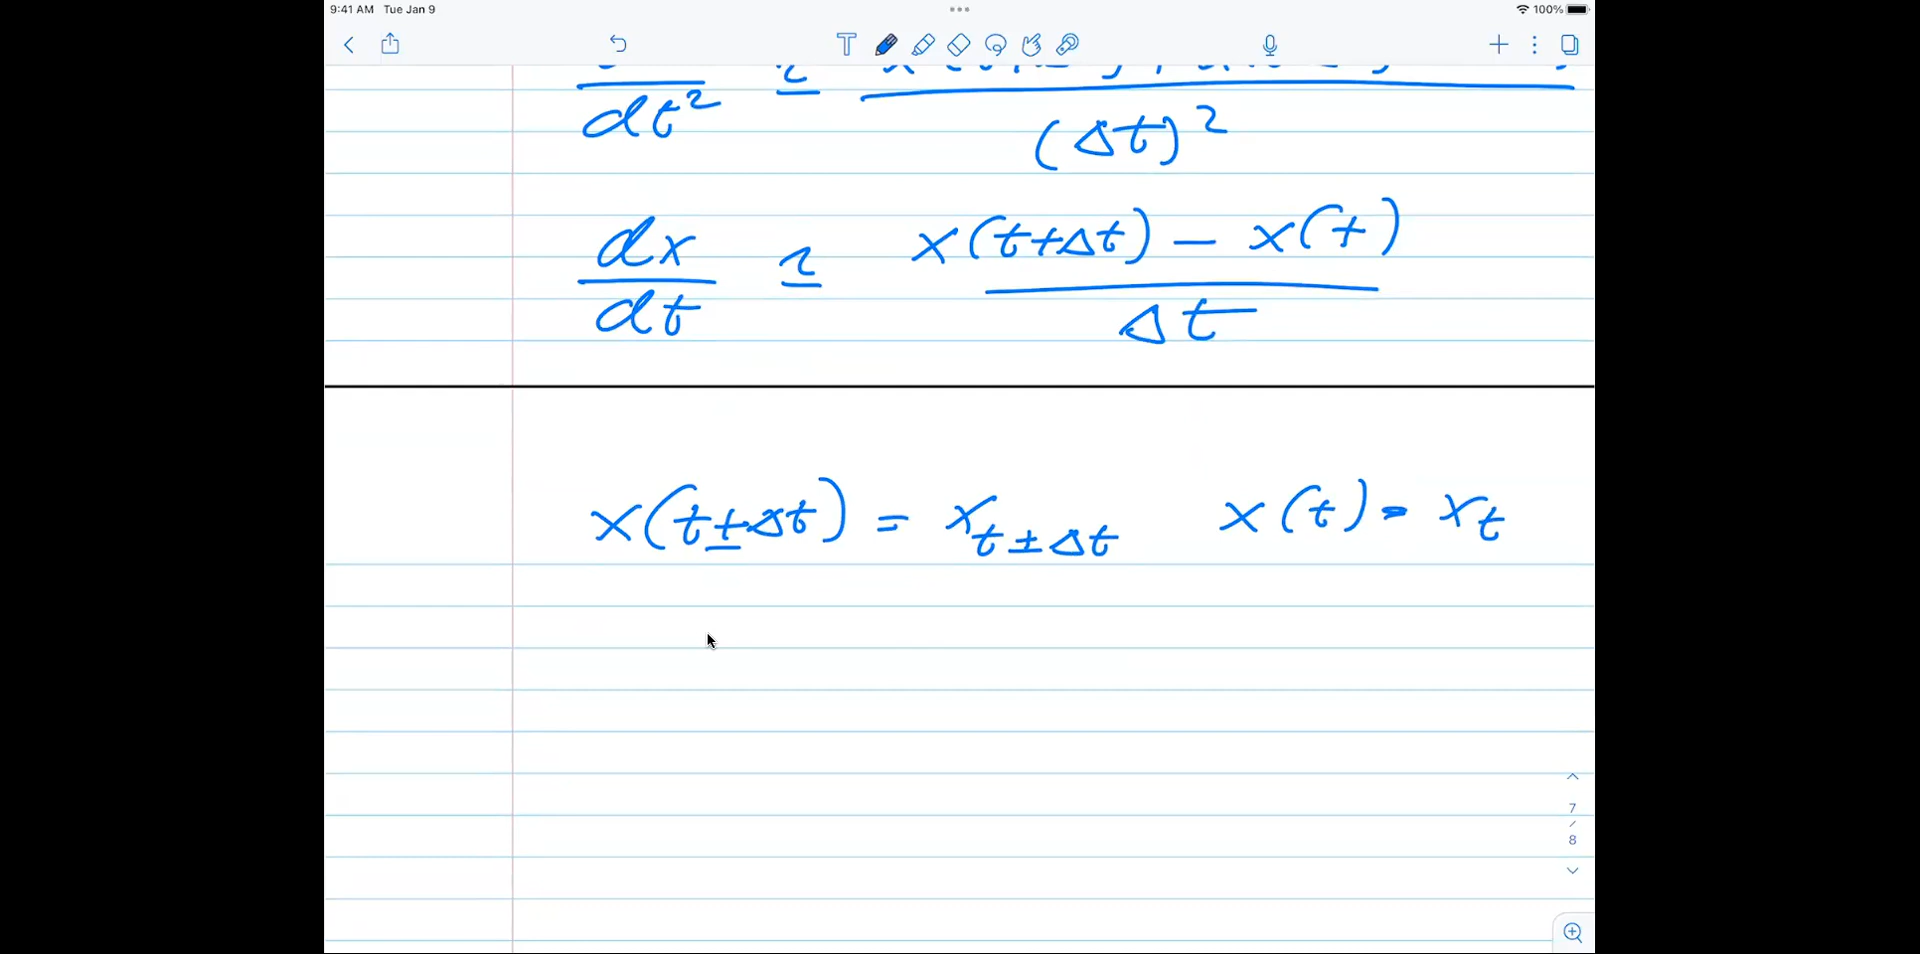 9:41 AM Tue Jan 9 100%
T
dt² ≃ (Δt)²
dx/dt ≃ x(t+Δt) − x(t) / Δt
x(t±Δt) = x_{t±Δt} x(t) = x_t
7
/
8